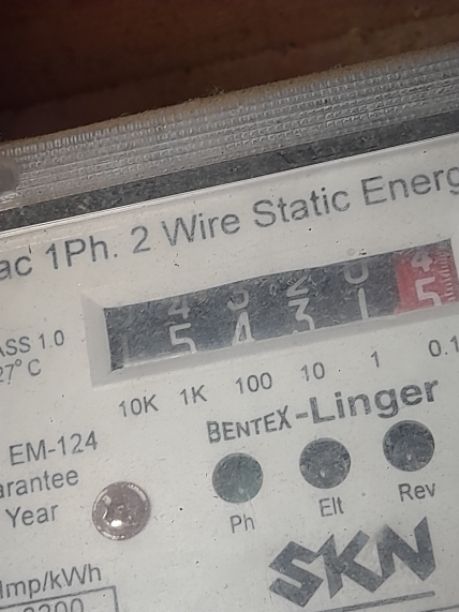 ac 1Ph. 2 Wire Static Energ
ASS 1.0
27°C
5 4 3 1 5
10K 1K 100 10 1 0.1
BENTEX-Linger
EM-124
arantee
Year
Ph Elt Rev
SKN
Imp/kWh
3200